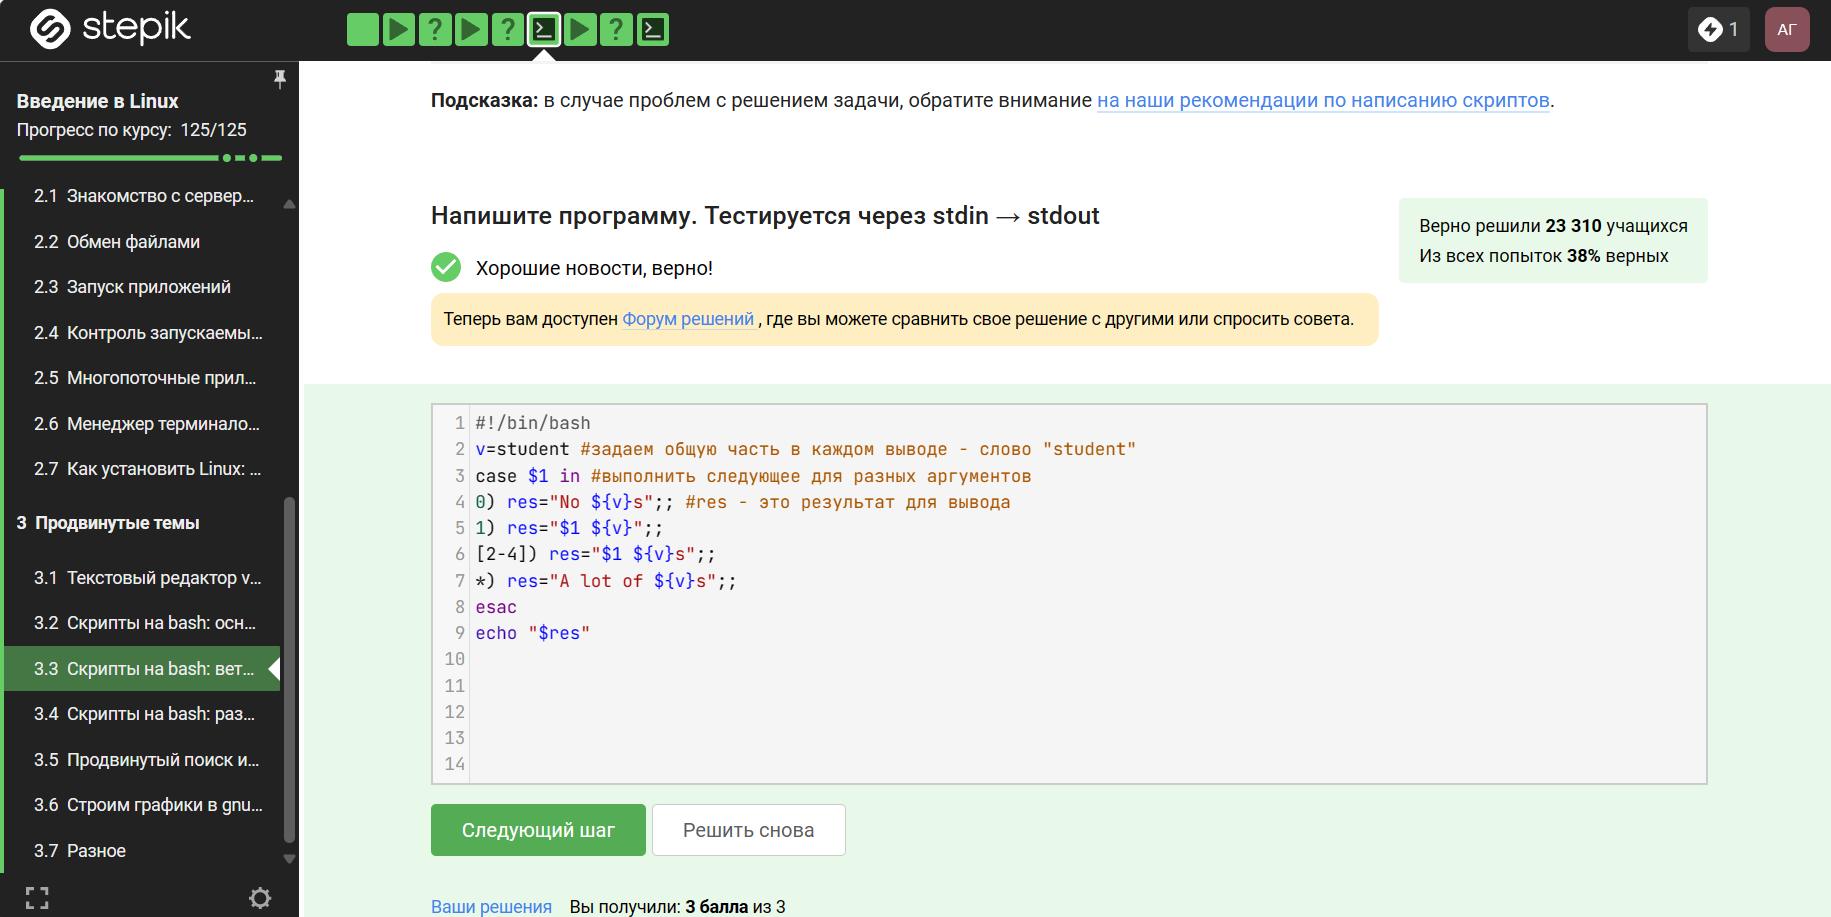 stepik
1
АГ
Введение в Linux
Прогресс по курсу: 125/125
2.1 Знакомство с сервер...
2.2 Обмен файлами
2.3 Запуск приложений
2.4 Контроль запускаемы...
2.5 Многопоточные прил...
2.6 Менеджер терминало...
2.7 Как установить Linux: ...
3 Продвинутые темы
3.1 Текстовый редактор v...
3.2 Скрипты на bash: осн...
3.3 Скрипты на bash: вет...
3.4 Скрипты на bash: раз...
3.5 Продвинутый поиск и...
3.6 Строим графики в gnu...
3.7 Разное
Подсказка: в случае проблем с решением задачи, обратите внимание на наши рекомендации по написанию скриптов.
Напишите программу. Тестируется через stdin → stdout
Верно решили 23 310 учащихся
Из всех попыток 38% верных
Хорошие новости, верно!
Теперь вам доступен Форум решений , где вы можете сравнить свое решение с другими или спросить совета.
1 #!/bin/bash
2 v=student #задаем общую часть в каждом выводе - слово "student"
3 case $1 in #выполнить следующее для разных аргументов
4 0) res="No ${v}s";; #res - это результат для вывода
5 1) res="$1 ${v}";;
6 [2-4]) res="$1 ${v}s";;
7 *) res="A lot of ${v}s";;
8 esac
9 echo "$res"
10
11
12
13
14
Следующий шаг
Решить снова
Ваши решения Вы получили: 3 балла из 3